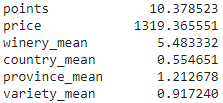 points 10.378523
price 1319.365551
winery_mean 5.483332
country_mean 0.554651
province_mean 1.212678
variety_mean 0.917240